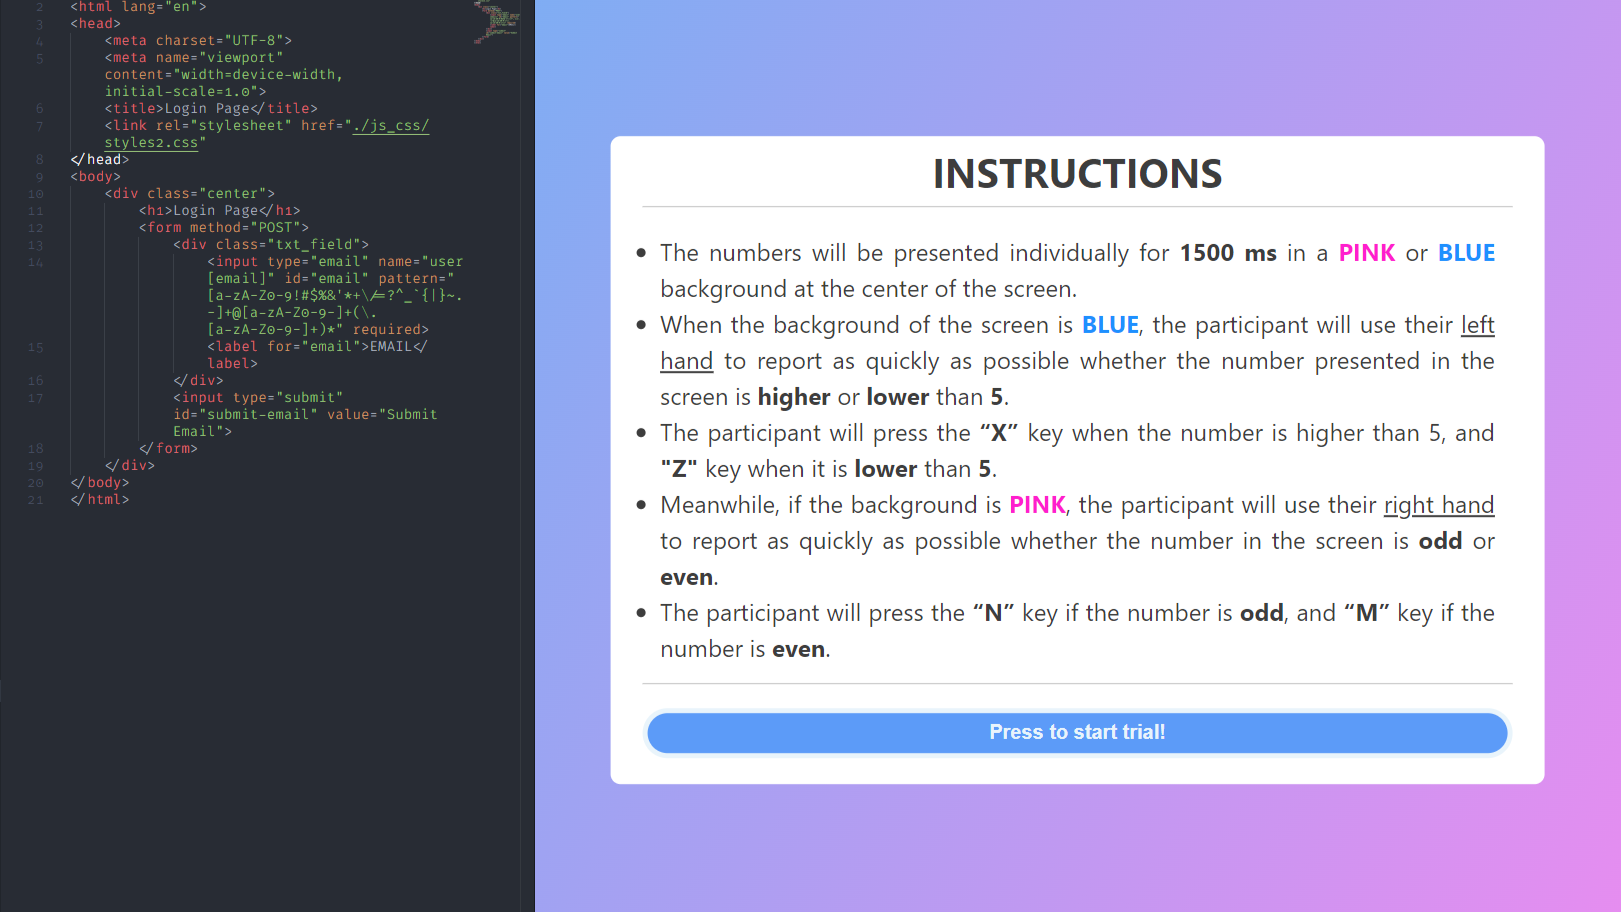 2 <html lang="en">
3 <head>
4 <meta charset="UTF-8">
5 <meta name="viewport"
content="width=device-width,
initial-scale=1.0">
6 <title>Login Page</title>
7 <link rel="stylesheet" href="./js_css/
styles2.css"
8 </head>
9 <body>
10 <div class="center">
11 <h1>Login Page</h1>
12 <form method="POST">
13 <div class="txt_field">
14 <input type="email" name="user
[email]" id="email" pattern="
[a-zA-Z0-9!#$%&'*+\/=?^_`{|}~.
-]+@[a-zA-Z0-9-]+(\.
[a-zA-Z0-9-]+)*" required>
15 <label for="email">EMAIL</
label>
16 </div>
17 <input type="submit"
id="submit-email" value="Submit
Email">
18 </form>
19 </div>
20 </body>
21 </html>
INSTRUCTIONS
• The numbers will be presented individually for 1500 ms in a PINK or BLUE
background at the center of the screen.
• When the background of the screen is BLUE, the participant will use their left
hand to report as quickly as possible whether the number presented in the
screen is higher or lower than 5.
• The participant will press the “X” key when the number is higher than 5, and
"Z" key when it is lower than 5.
• Meanwhile, if the background is PINK, the participant will use their right hand
to report as quickly as possible whether the number in the screen is odd or
even.
• The participant will press the “N” key if the number is odd, and “M” key if the
number is even.
Press to start trial!